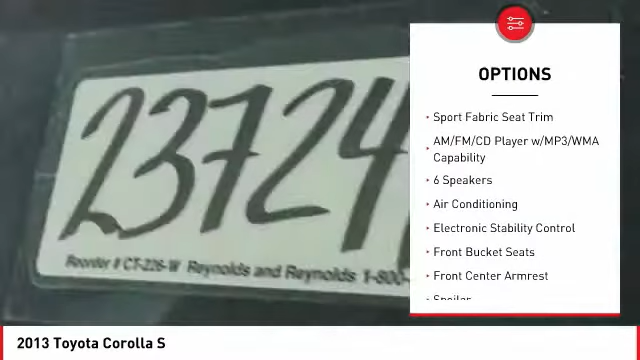 23724
Reorder # CT-226-W Reynolds and Reynolds 1-800-
OPTIONS
Sport Fabric Seat Trim
AM/FM/CD Player w/MP3/WMA
Capability
6 Speakers
Air Conditioning
Electronic Stability Control
Front Bucket Seats
Front Center Armrest
Spoiler
2013 Toyota Corolla S